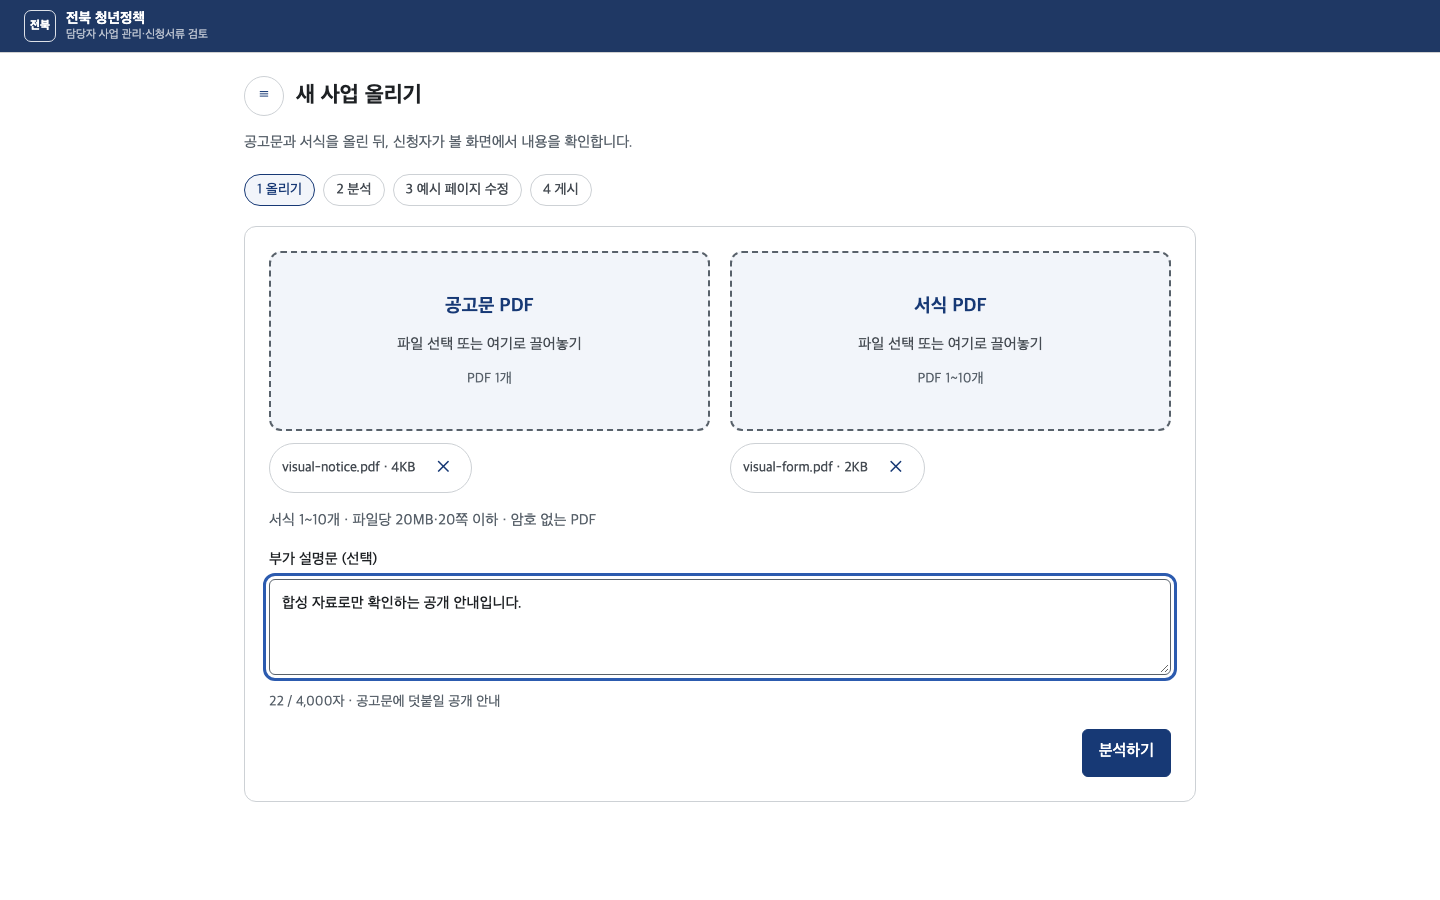 전북
전북 청년정책
담당자 사업 관리·신청서류 검토
≡
새 사업 올리기
공고문과 서식을 올린 뒤, 신청자가 볼 화면에서 내용을 확인합니다.
1 올리기
2 분석
3 예시 페이지 수정
4 게시
공고문 PDF
파일 선택 또는 여기로 끌어놓기
PDF 1개
서식 PDF
파일 선택 또는 여기로 끌어놓기
PDF 1~10개
visual-notice.pdf · 4KB
visual-form.pdf · 2KB
서식 1~10개 · 파일당 20MB·20쪽 이하 · 암호 없는 PDF
부가 설명문 (선택)
합성 자료로만 확인하는 공개 안내입니다.
22 / 4,000자 · 공고문에 덧붙일 공개 안내
분석하기